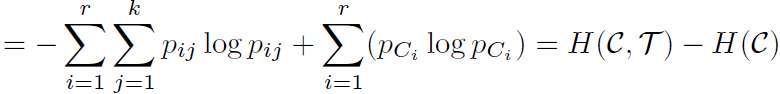 $= -\sum_{i=1}^{r}\sum_{j=1}^{k} p_{ij} \log p_{ij} + \sum_{i=1}^{r} (p_{C_i} \log p_{C_i}) = H(\mathcal{C}, \mathcal{T}) - H(\mathcal{C})$